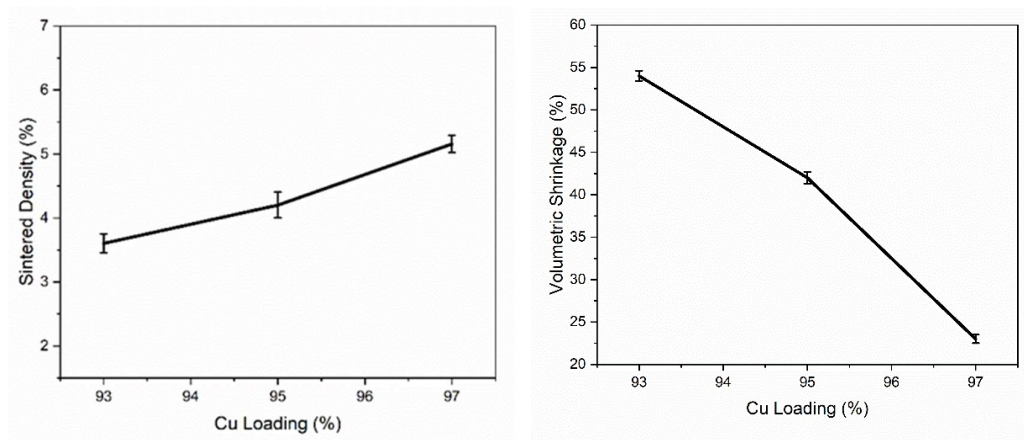 7
6
5
4
3
2
Sintered Density (%)
93 94 95 96 97
Cu Loading (%)
60
55
50
45
40
35
30
25
20
Volumetric Shrinkage (%)
93 94 95 96 97
Cu Loading (%)